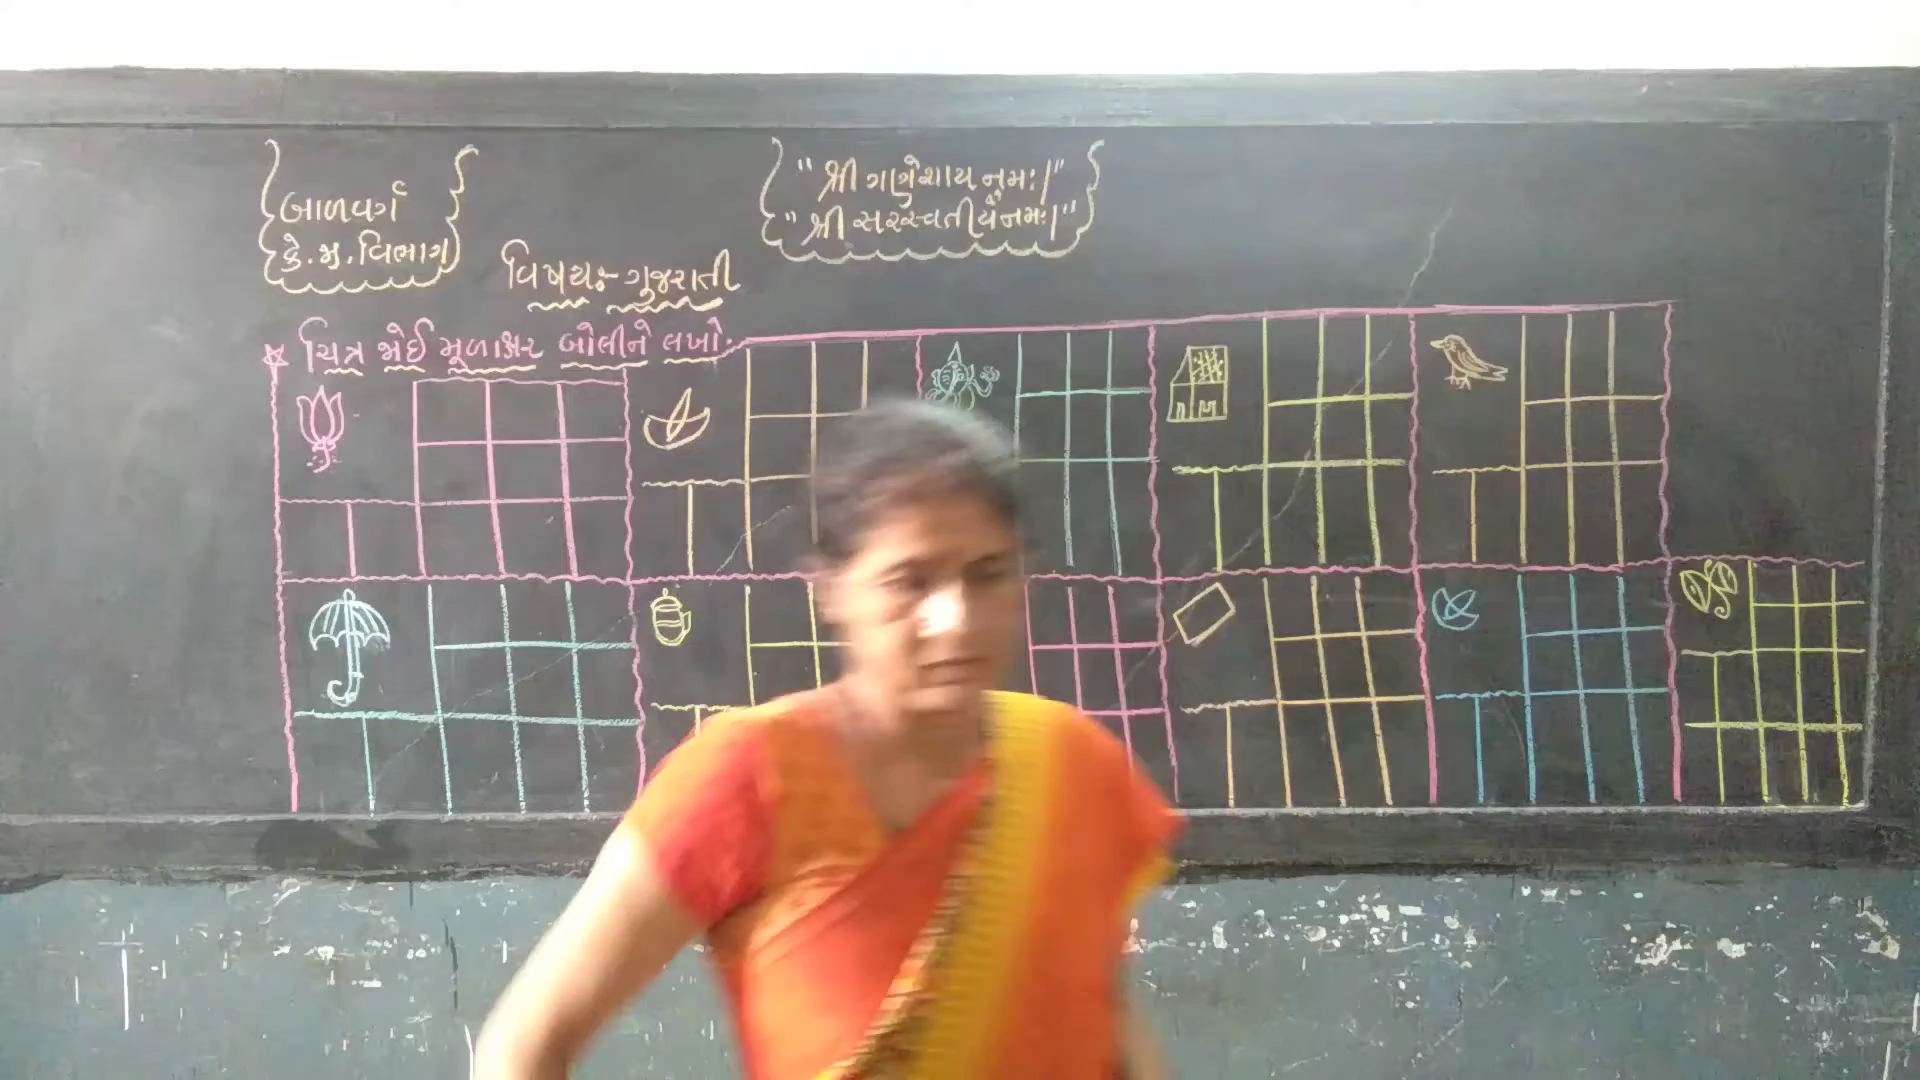 બાળવર્ગ
કે.મ.વિભાગ
"શ્રી ગણેશાય નમઃ|"
"શ્રી સરસ્વતીયૈ નમઃ|"
વિષયઃ- ગુજરાતી
ચિત્ર જોઈ મૂળાક્ષર બોલીને લખો.